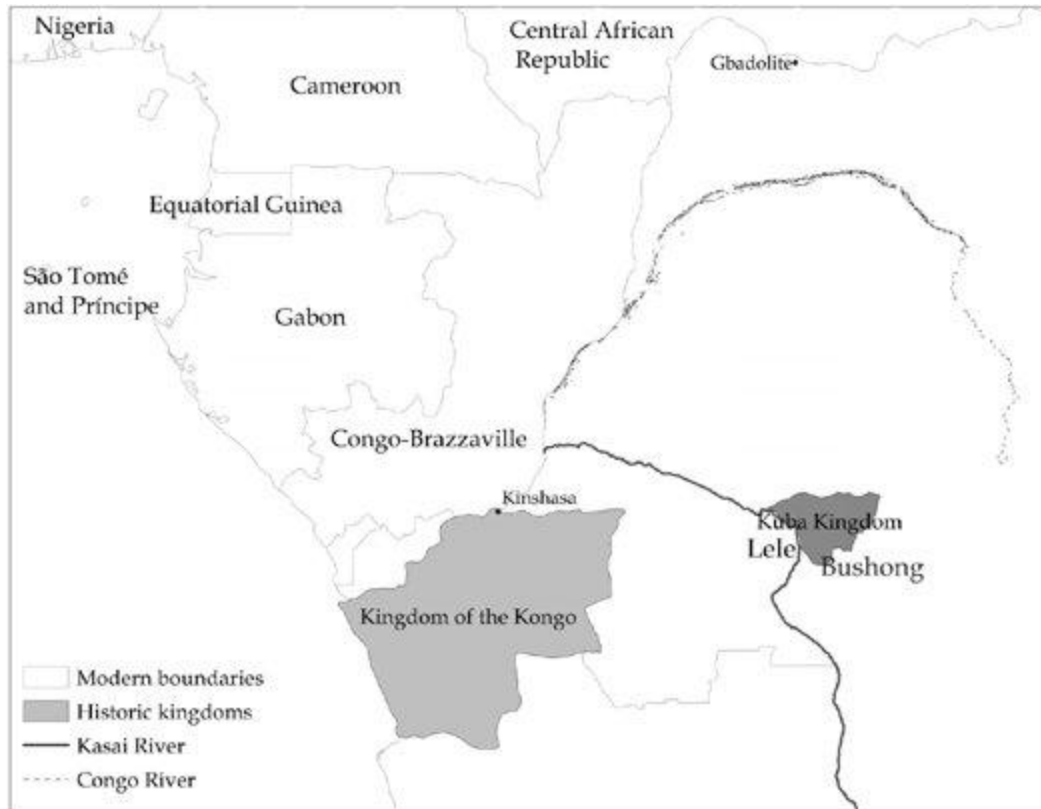 Nigeria
Central African
Republic
Gbadolite
Cameroon
Equatorial Guinea
São Tomé
and Príncipe
Gabon
Congo-Brazzaville
Kinshasa
Kuba Kingdom
Lele
Bushong
Kingdom of the Kongo
Modern boundaries
Historic kingdoms
Kasai River
Congo River